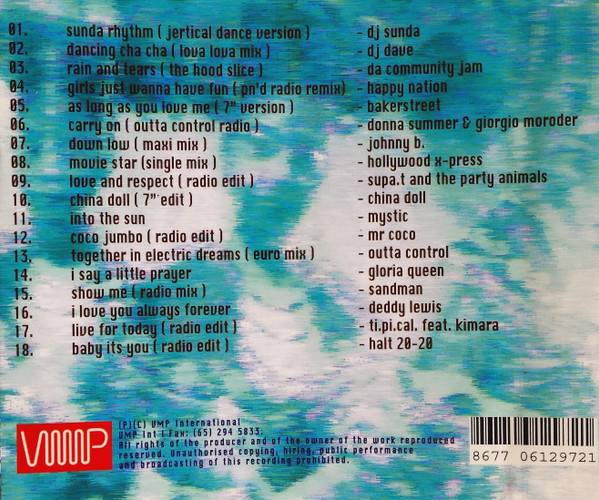 01. sunda rhythm ( jertical dance version ) - dj sunda
02. dancing cha cha ( lova lova mix ) - dj dave
03. rain and tears ( the hood slice ) - da community jam
04. girls just wanna have fun ( pn'd radio remix) - happy nation
05. as long as you love me ( 7" version ) - bakerstreet
06. carry on ( outta control radio ) - donna summer & giorgio moroder
07. down low ( maxi mix ) - johnny b.
08. movie star (single mix ) - hollywood x-press
09. love and respect ( radio edit ) - supa.t and the party animals
10. china doll ( 7" edit ) - china doll
11. into the sun - mystic
12. coco jumbo ( radio edit ) - mr coco
13. together in electric dreams ( euro mix ) - outta control
14. i say a little prayer - gloria queen
15. show me ( radio mix ) - sandman
16. i love you always forever - deddy lewis
17. live for today ( radio edit ) - ti.pi.cal. feat. kimara
18. baby its you ( radio edit ) - halt 20-20
VMP
(P)(C) VMP International
VMP Int'l Fax: (65) 294 5833.
All rights of the producer and of the owner of the work reproduced
reserved. Unauthorised copying, hiring, public performance
and broadcasting of this recording prohibited.
8677 06129721